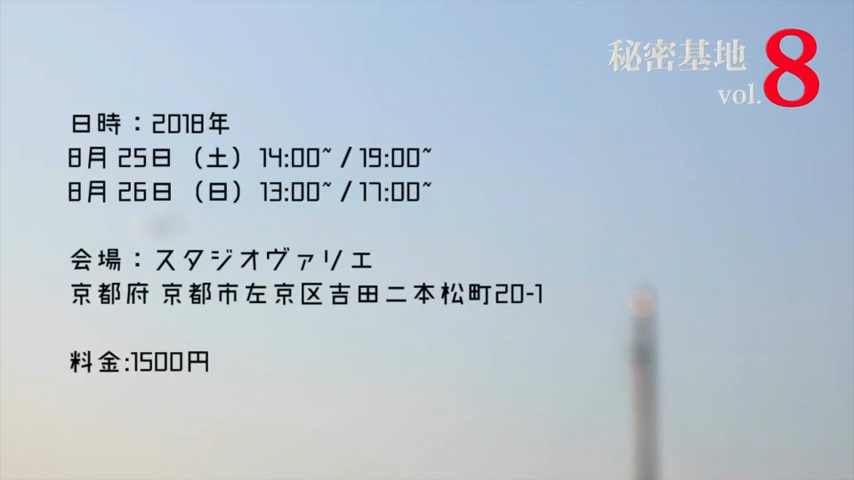 秘密基地
vol.8
日時：2018年
8月25日（土）14:00~ / 19:00~
8月26日（日）13:00~ / 17:00~
会場：スタジオヴァリエ
京都府 京都市左京区吉田二本松町20-1
料金:1500円